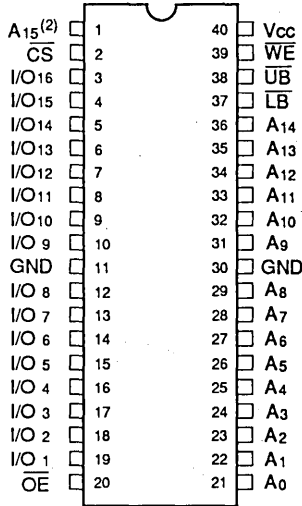 A15(2) 1 40 Vcc
CS 2 39 WE
I/O16 3 38 UB
I/O15 4 37 LB
I/O14 5 36 A14
I/O13 6 35 A13
I/O12 7 34 A12
I/O11 8 33 A11
I/O10 9 32 A10
I/O 9 10 31 A9
GND 11 30 GND
I/O 8 12 29 A8
I/O 7 13 28 A7
I/O 6 14 27 A6
I/O 5 15 26 A5
I/O 4 16 25 A4
I/O 3 17 24 A3
I/O 2 18 23 A2
I/O 1 19 22 A1
OE 20 21 A0